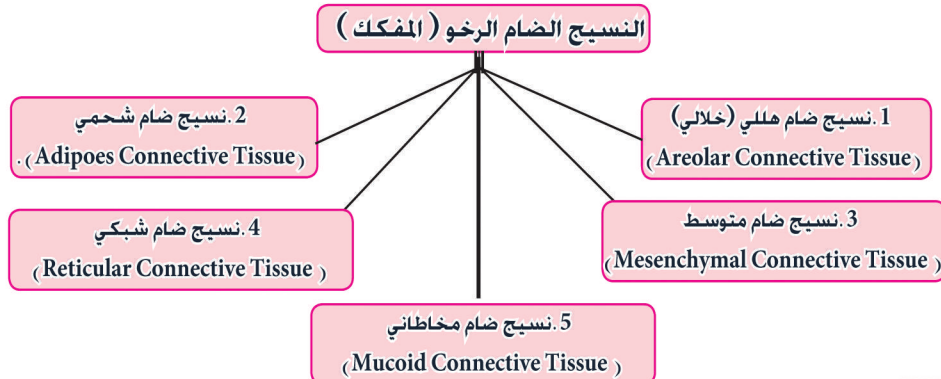 النسيج الضام الرخو ( المفكك )
1.نسيج ضام هللي (خلالي)
(Areolar Connective Tissue)
2.نسيج ضام شحمي
(Adipoes Connective Tissue).
3.نسيج ضام متوسط
(Mesenchymal Connective Tissue )
4.نسيج ضام شبكي
(Reticular Connective Tissue )
5.نسيج ضام مخاطاني
(Mucoid Connective Tissue )